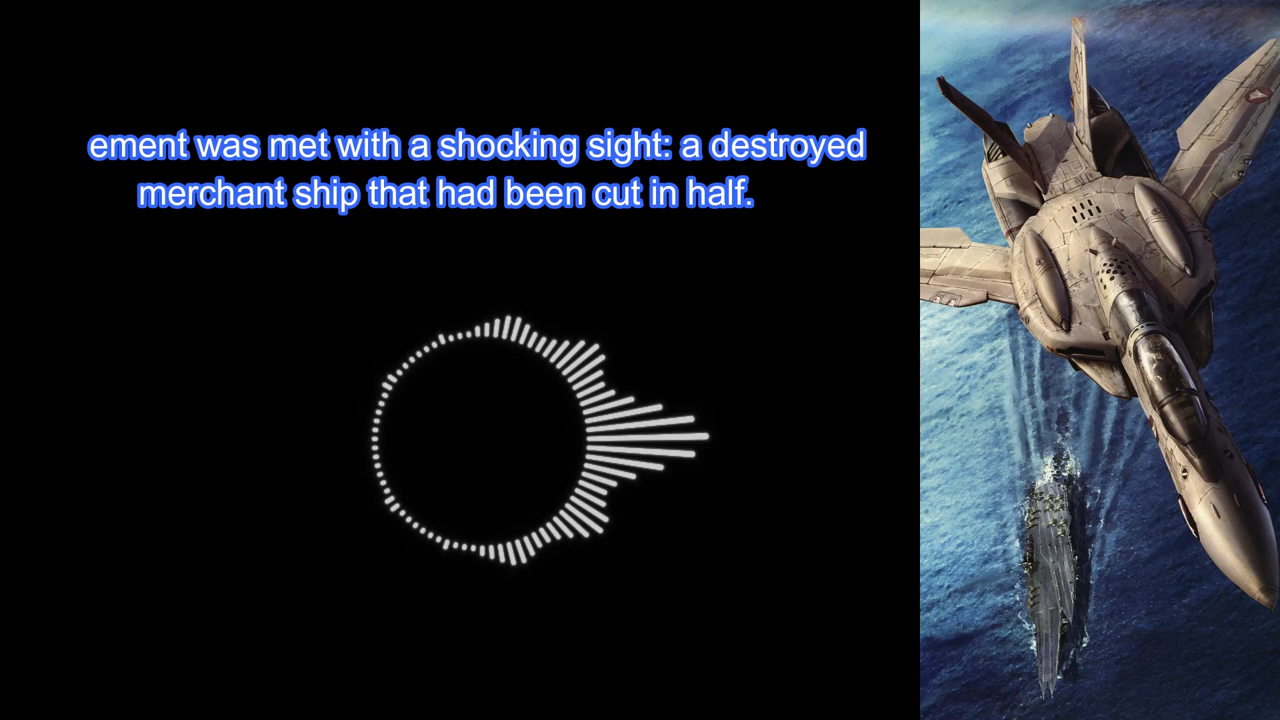 ement was met with a shocking sight: a destroyed
merchant ship that had been cut in half.